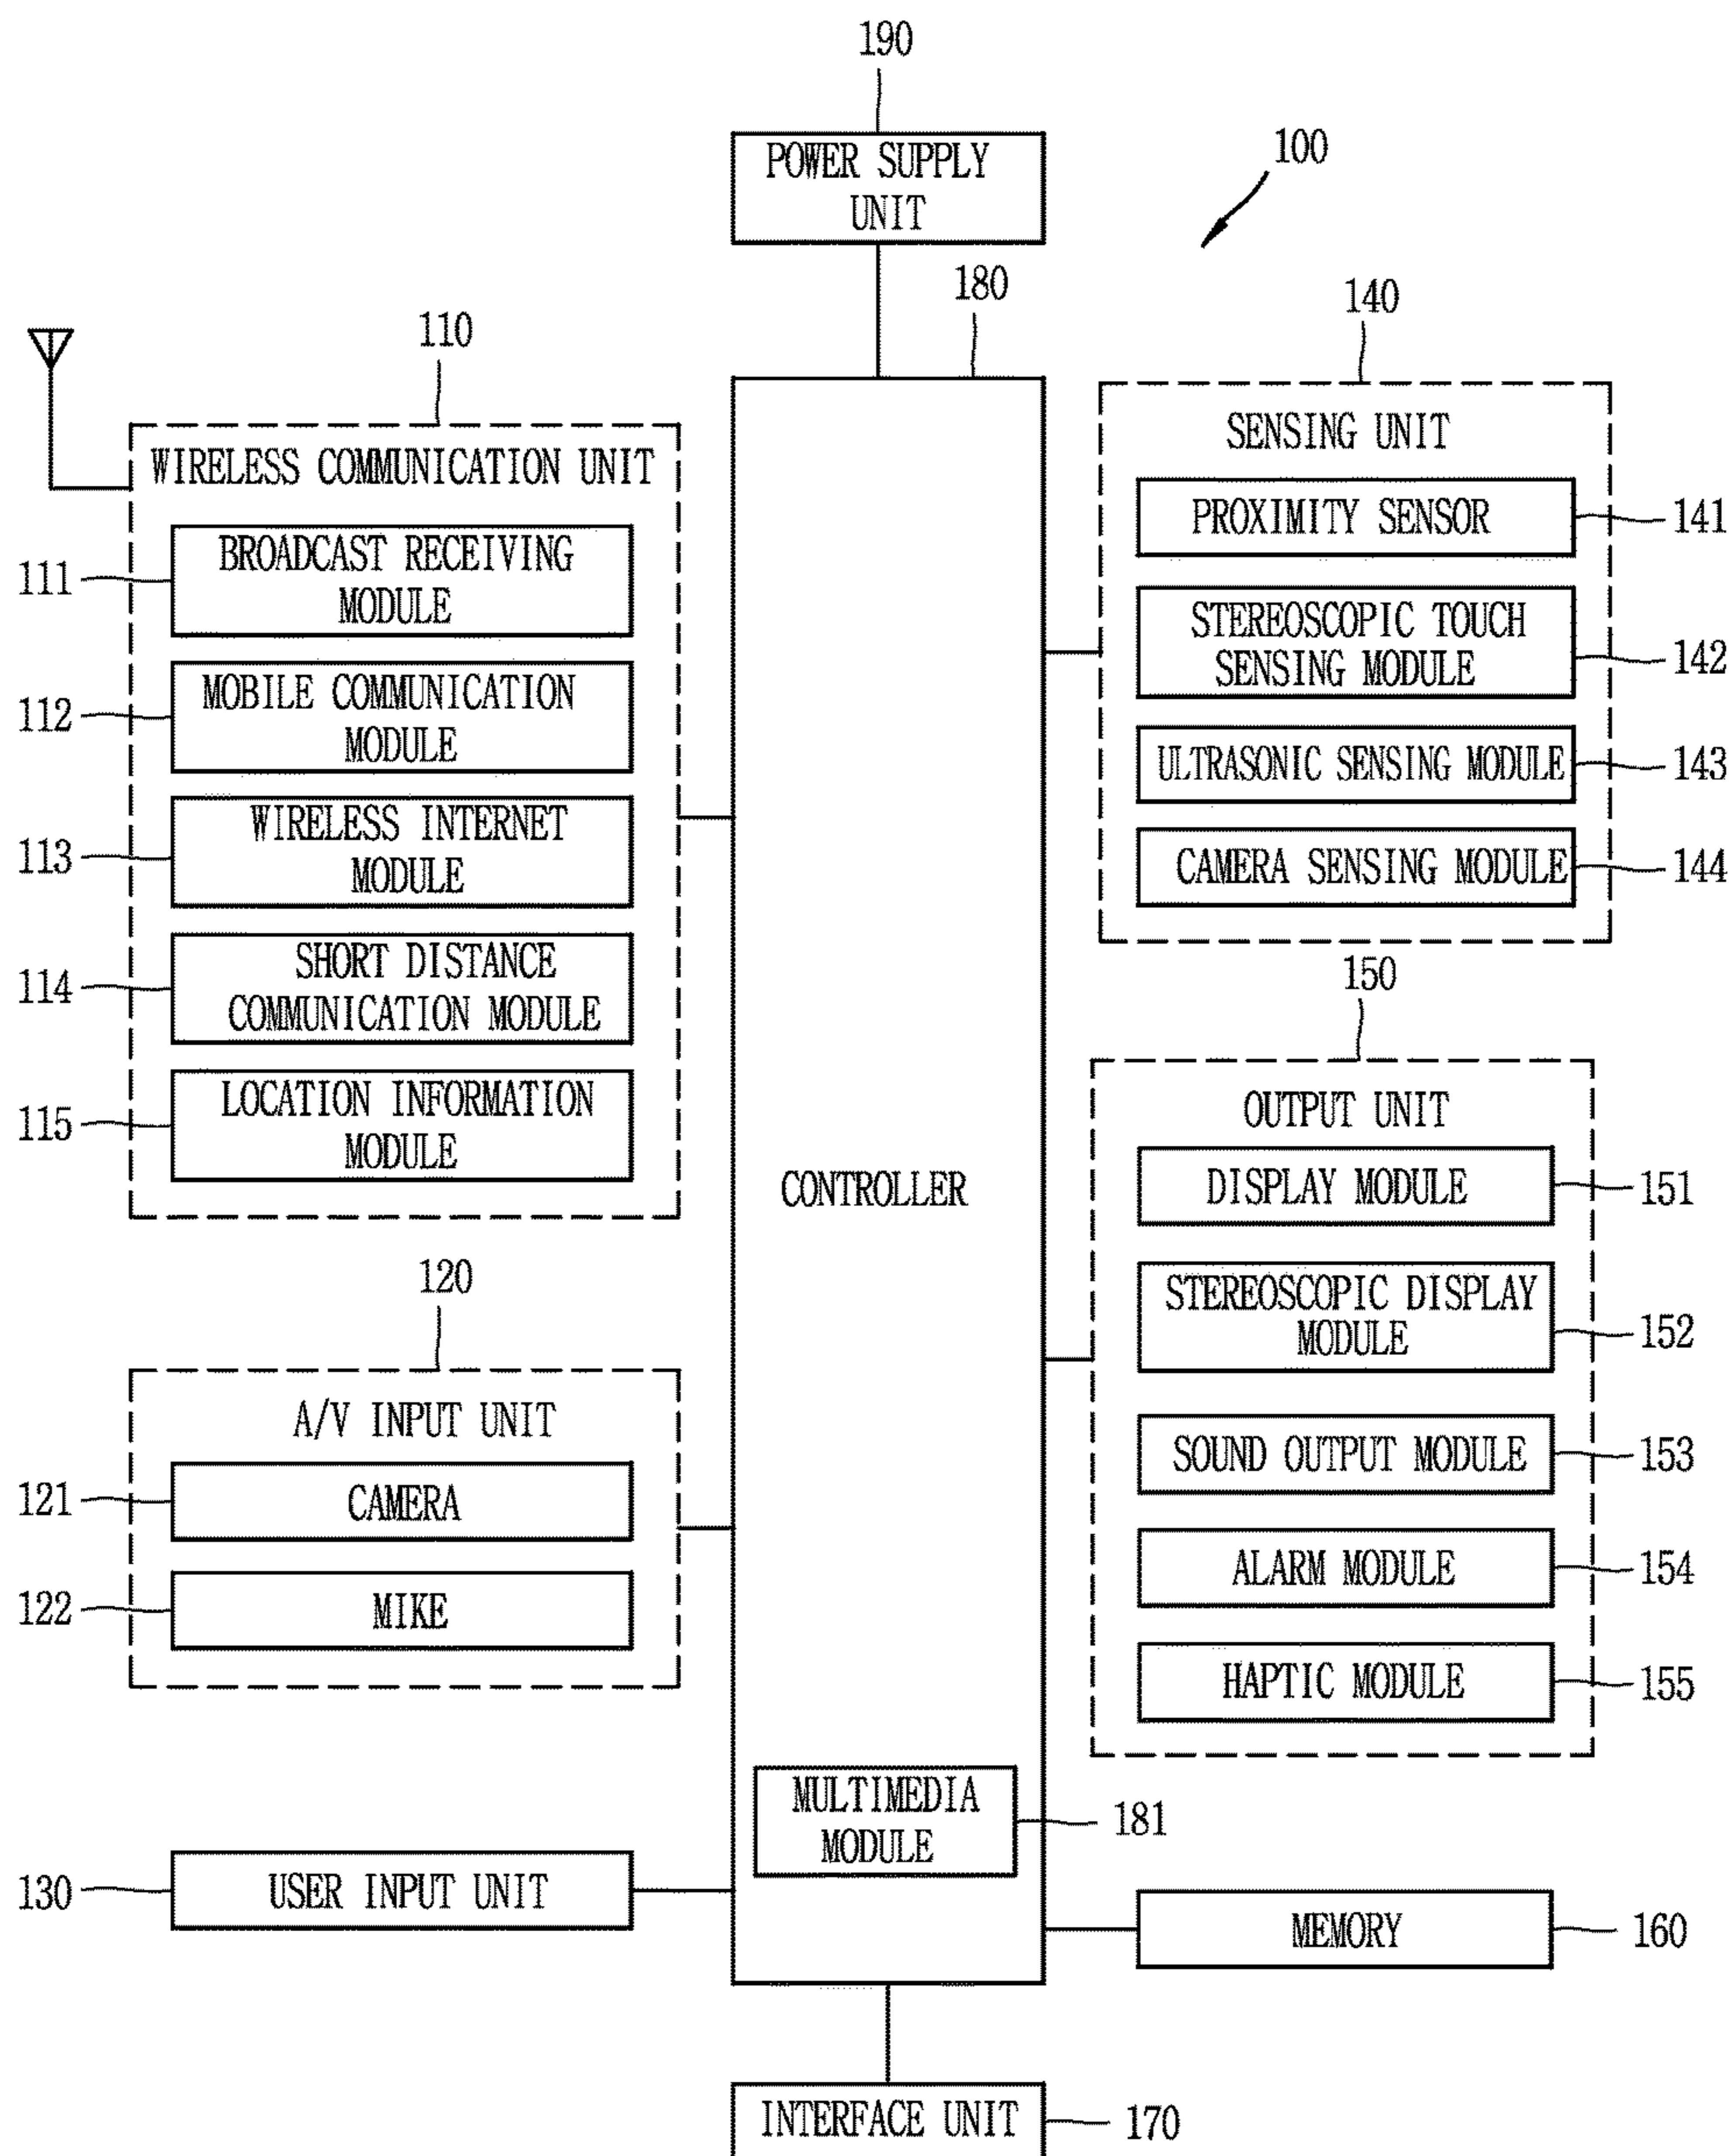 190
POWER SUPPLY
UNIT
100
180
110
WIRELESS COMMUNICATION UNIT
111
BROADCAST RECEIVING
MODULE
112
MOBILE COMMUNICATION
MODULE
113
WIRELESS INTERNET
MODULE
114
SHORT DISTANCE
COMMUNICATION MODULE
115
LOCATION INFORMATION
MODULE
120
A/V INPUT UNIT
121
CAMERA
122
MIKE
130
USER INPUT UNIT
CONTROLLER
MULTIMEDIA
MODULE
181
140
SENSING UNIT
PROXIMITY SENSOR
141
STEREOSCOPIC TOUCH
SENSING MODULE
142
ULTRASONIC SENSING MODULE
143
CAMERA SENSING MODULE
144
150
OUTPUT UNIT
DISPLAY MODULE
151
STEREOSCOPIC DISPLAY
MODULE
152
SOUND OUTPUT MODULE
153
ALARM MODULE
154
HAPTIC MODULE
155
MEMORY
160
INTERFACE UNIT
170